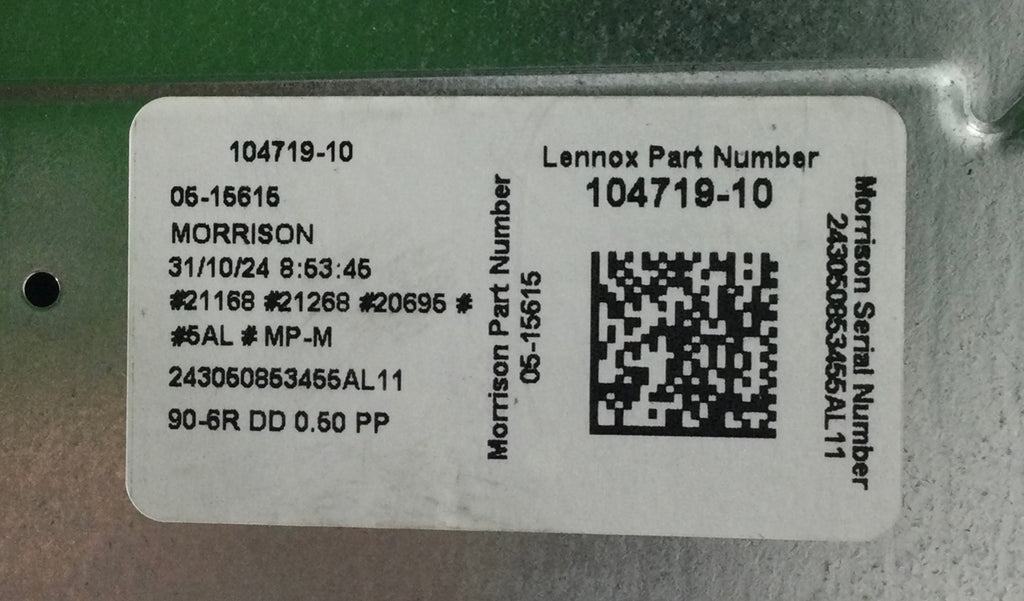 104719-10
05-15615
MORRISON
31/10/24 8:53:45
#21168 #21268 #20695 #
#5AL # MP-M
243050853455AL11
90-6R DD 0.50 PP
Morrison Part Number
05-15615
Lennox Part Number
104719-10
Morrison Serial Number
243050853455AL11